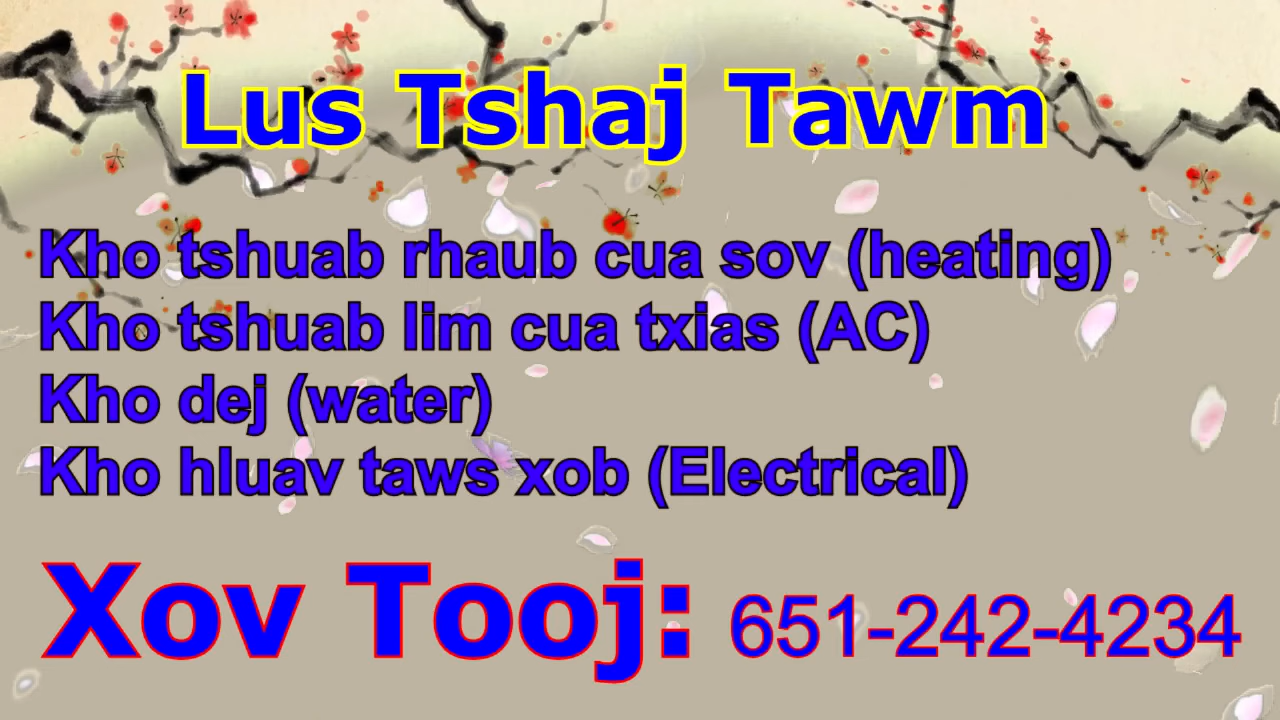 Lus Tshaj Tawm
Kho tshuab rhaub cua sov (heating)
Kho tshuab lim cua txias (AC)
Kho dej (water)
Kho hluav taws xob (Electrical)
Xov Tooj: 651-242-4234